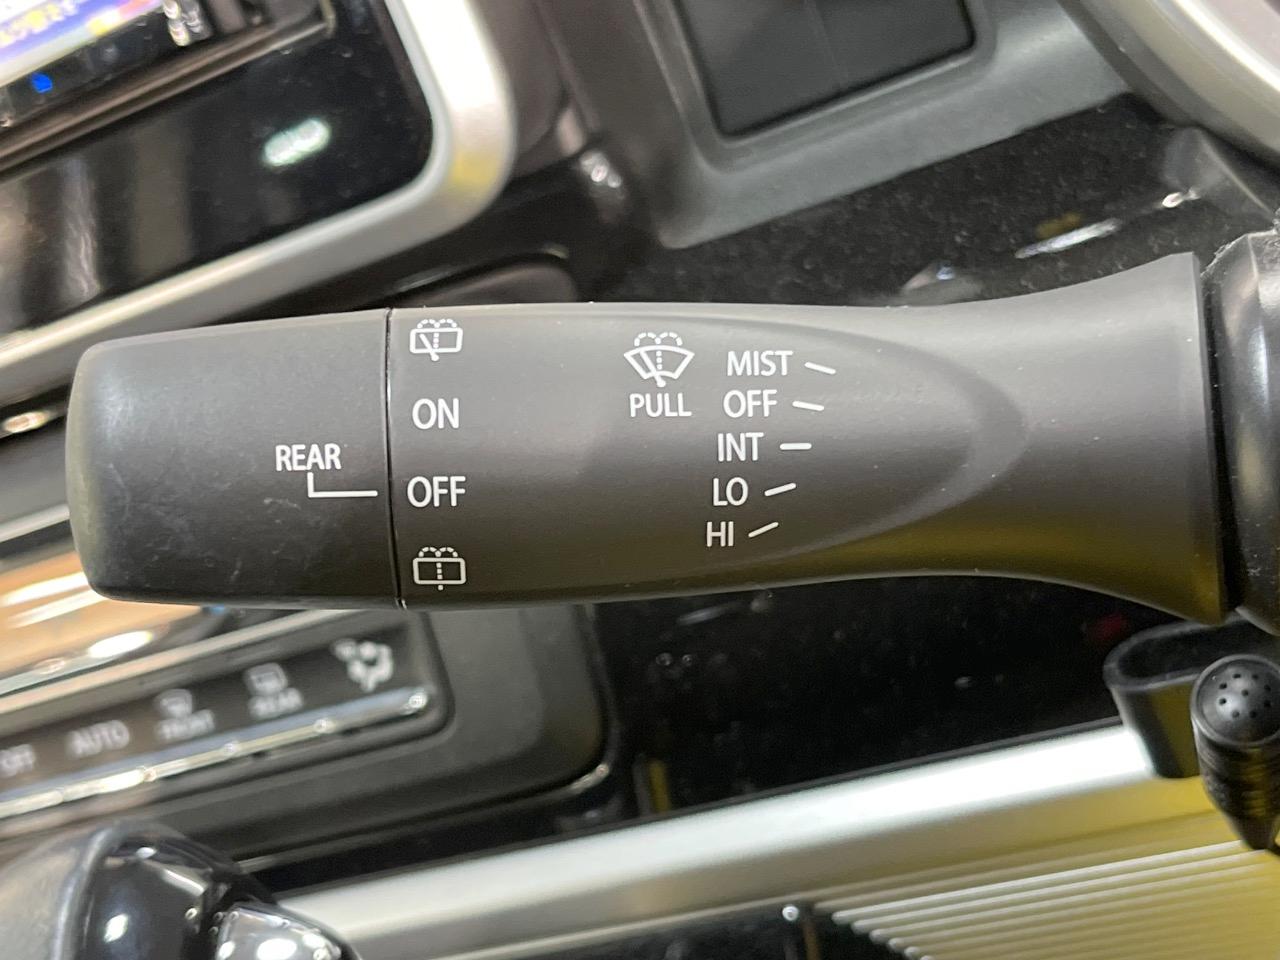 MIST
ON
PULL
OFF
INT
REAR
OFF
LO
HI
AUTO
FRONT
REAR